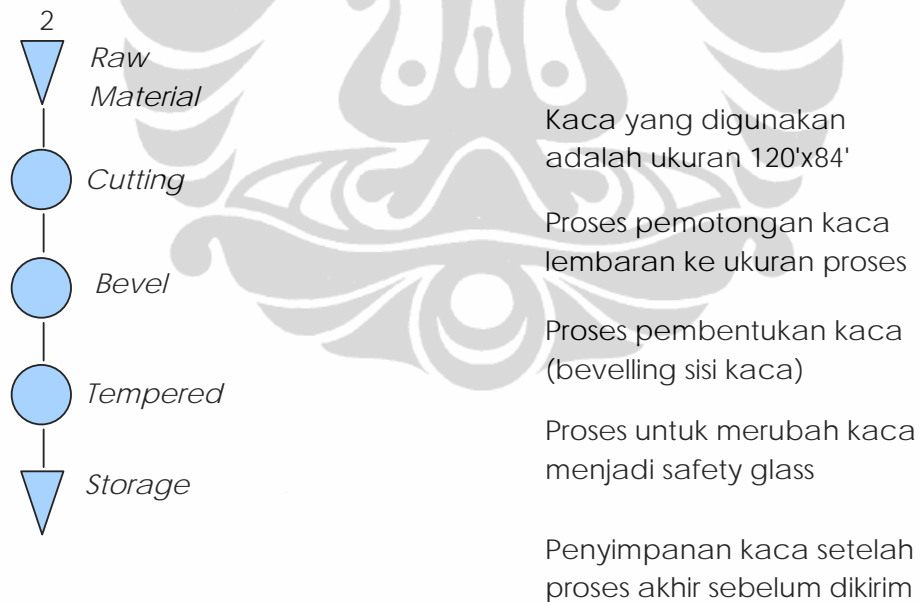 2
Raw
Material
Cutting
Bevel
Tempered
Storage
Kaca yang digunakan
adalah ukuran 120'x84'
Proses pemotongan kaca
lembaran ke ukuran proses
Proses pembentukan kaca
(bevelling sisi kaca)
Proses untuk merubah kaca
menjadi safety glass
Penyimpanan kaca setelah
proses akhir sebelum dikirim